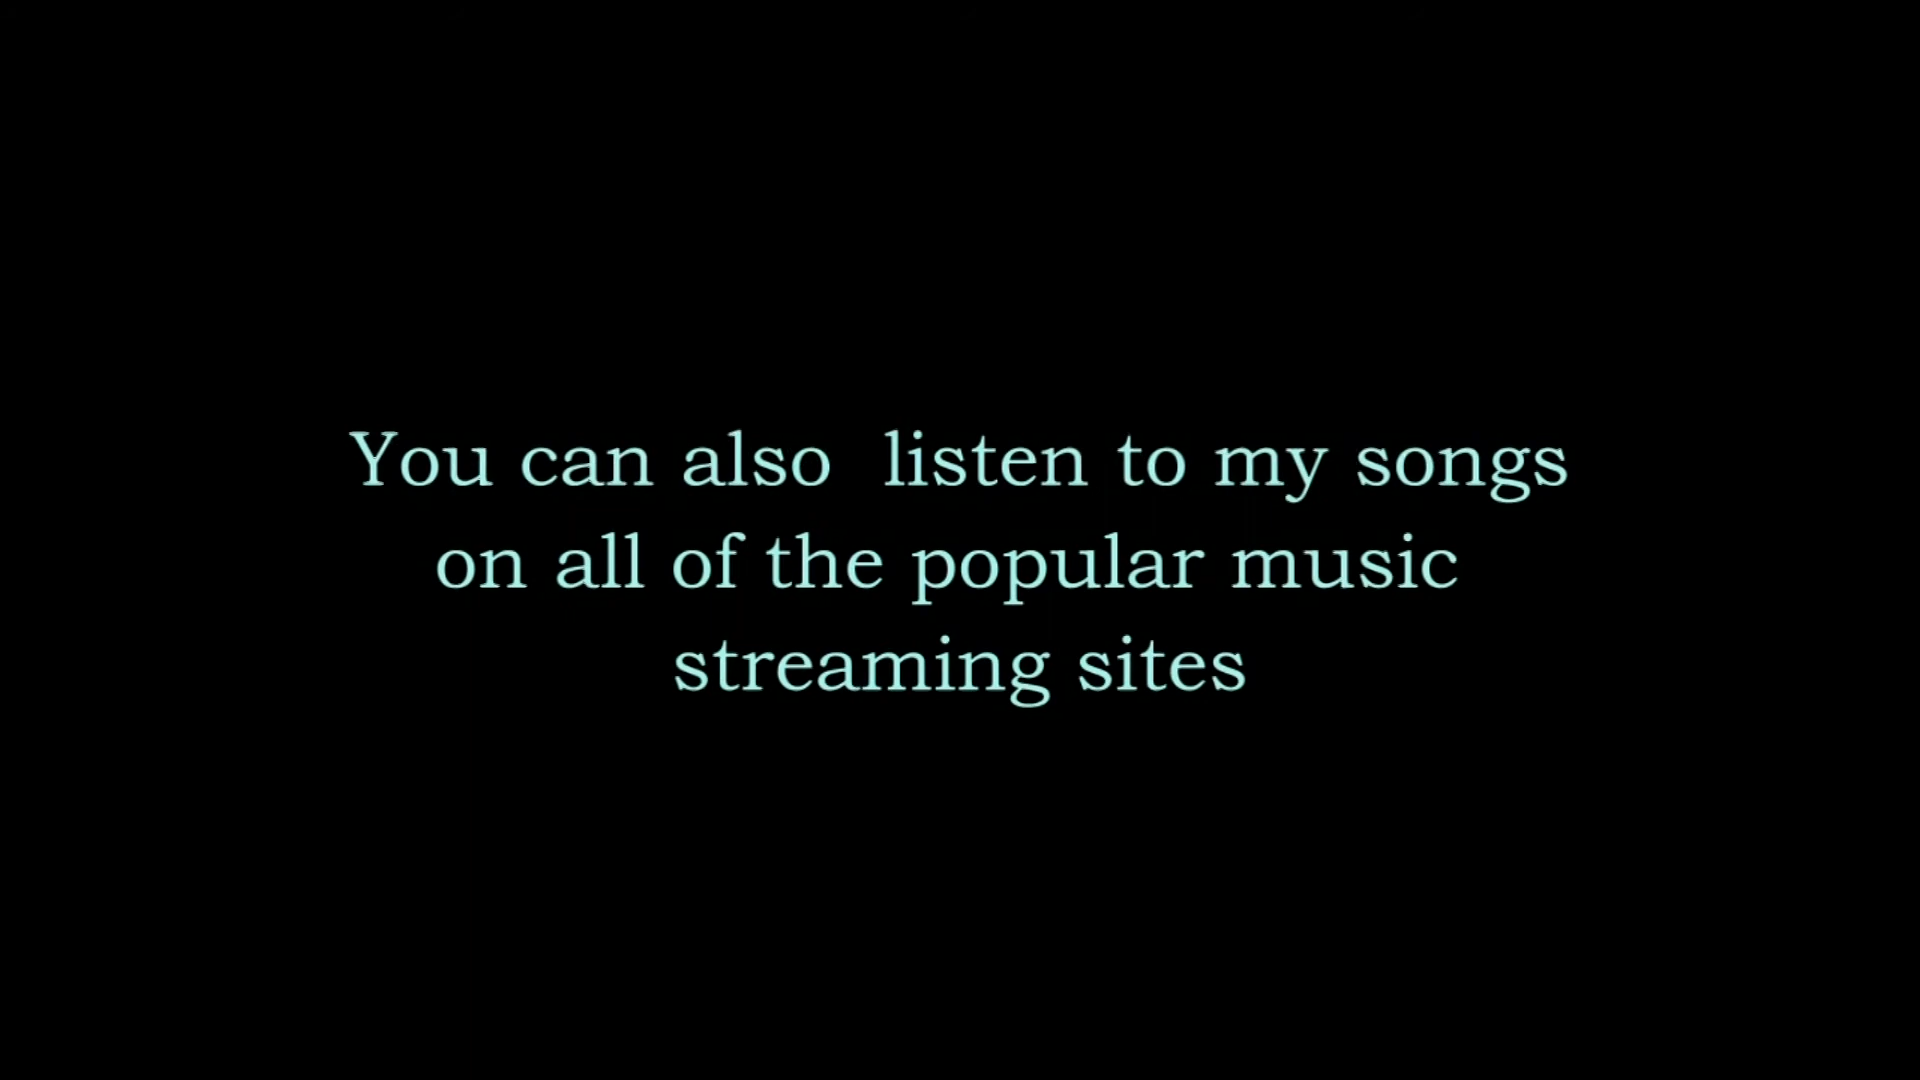 You can also  listen to my songs
on all of the popular music
streaming sites